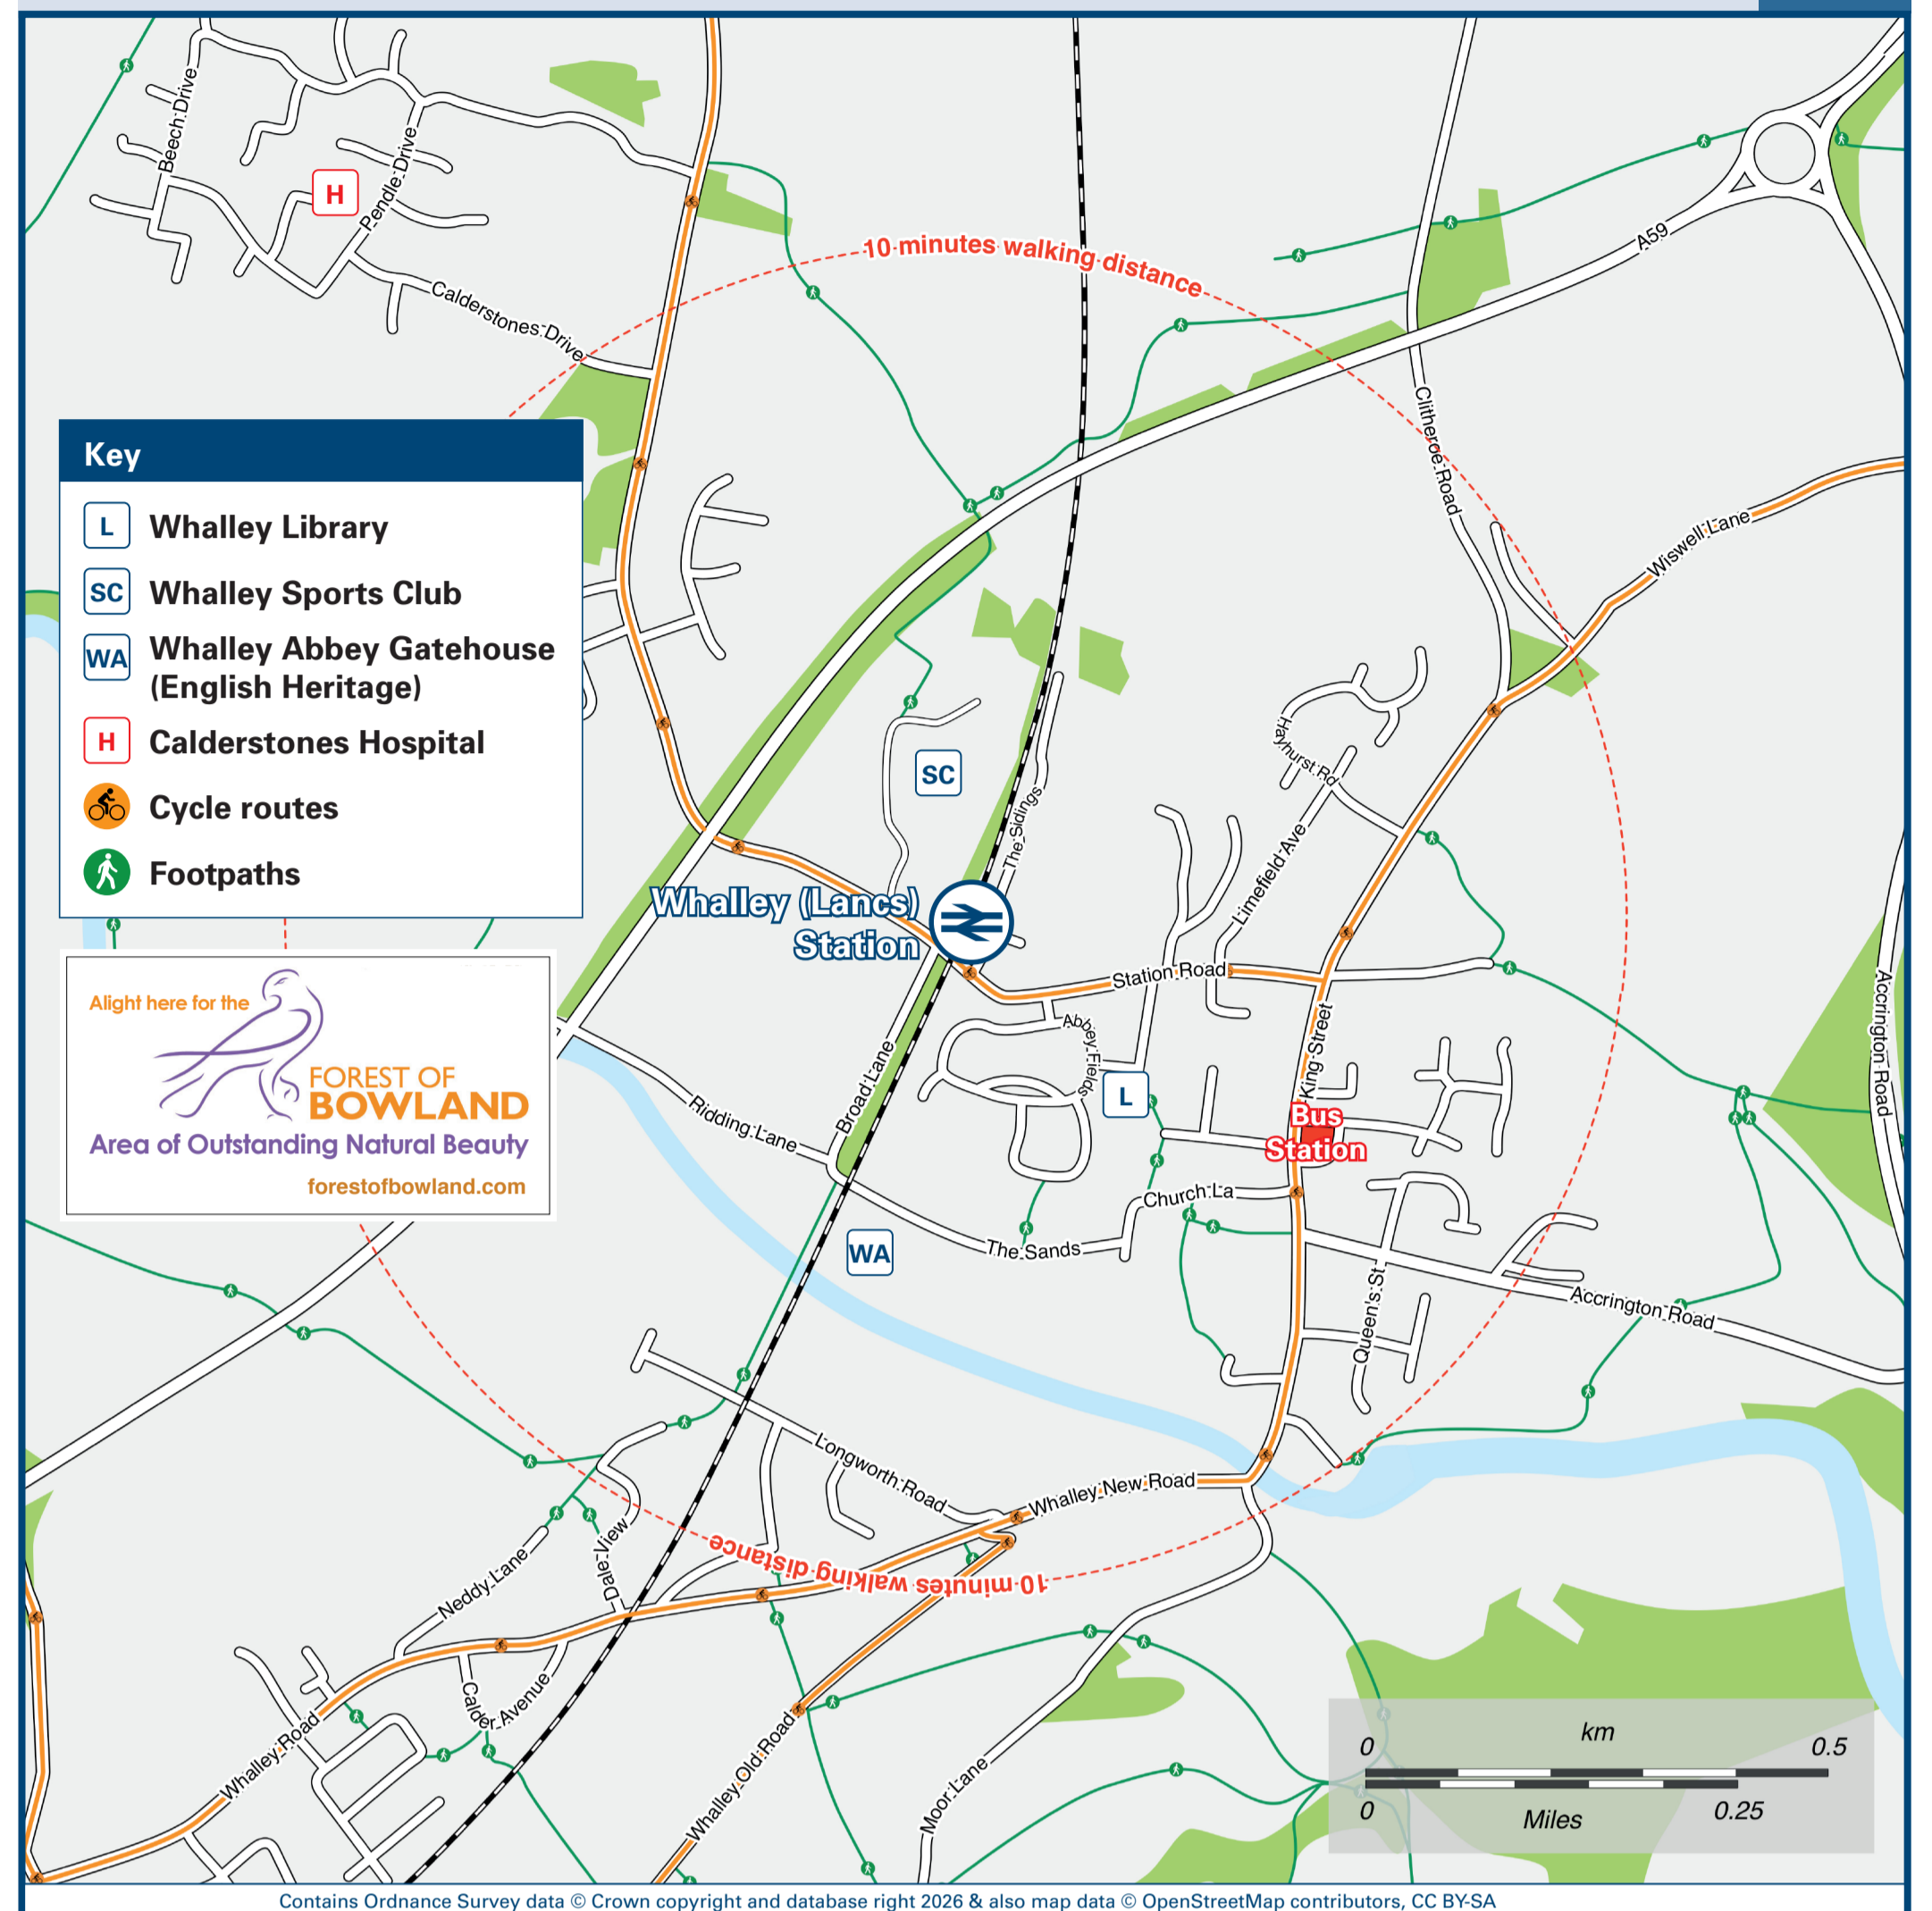 Beech Drive
Pendle Drive
H
10 minutes walking distance
A59
Calderstones Drive
Clitheroe Road
Key
L Whalley Library
SC Whalley Sports Club
WA Whalley Abbey Gatehouse
(English Heritage)
H Calderstones Hospital
Cycle routes
Footpaths
Wiswell Lane
Hayhurst Rd
SC
The Sidings
Limefield Ave
Whalley (Lancs)
Station
Station Road
Accrington Road
Alight here for the
FOREST OF
BOWLAND
Area of Outstanding Natural Beauty
forestofbowland.com
Abbey Fields
King Street
Broad Lane
L
Ridding Lane
Bus
Station
Church La
The Sands
WA
Queen's St
Accrington Road
Longworth Road
Whalley New Road
10 minutes walking distance
Dale View
Neddy Lane
Calder Avenue
Whalley Road
Whalley Old Road
Moor Lane
km
0 0.5
0 0.25
Miles
Contains Ordnance Survey data © Crown copyright and database right 2026 & also map data © OpenStreetMap contributors, CC BY-SA